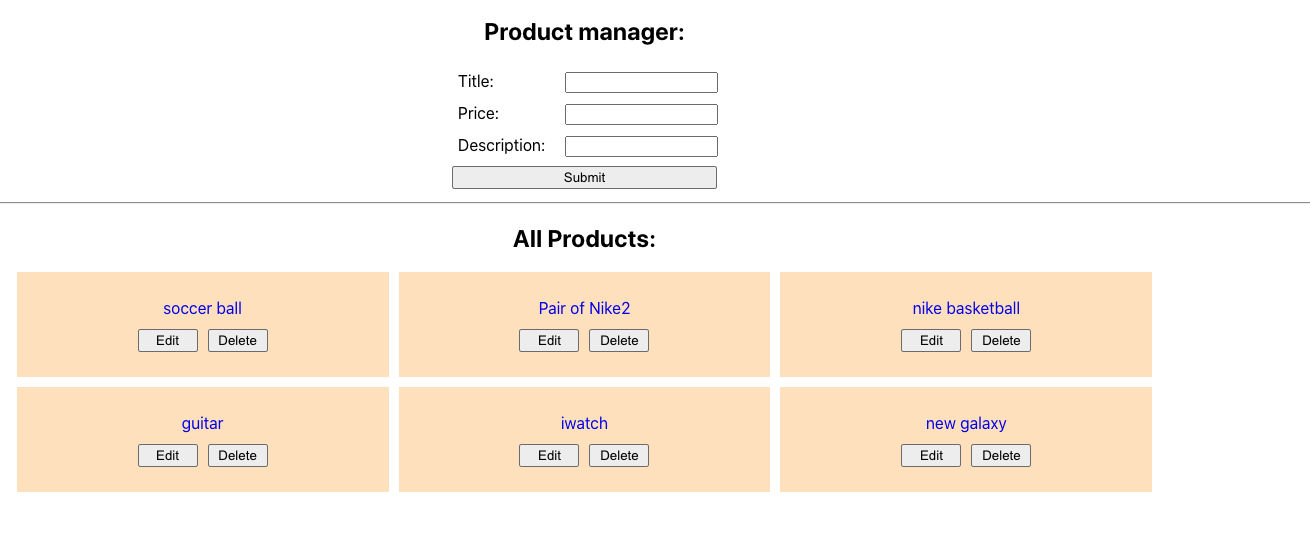 Product manager:
Title:
Price:
Description:
Submit
All Products:
soccer ball
Edit Delete
Pair of Nike2
Edit Delete
nike basketball
Edit Delete
guitar
Edit Delete
iwatch
Edit Delete
new galaxy
Edit Delete